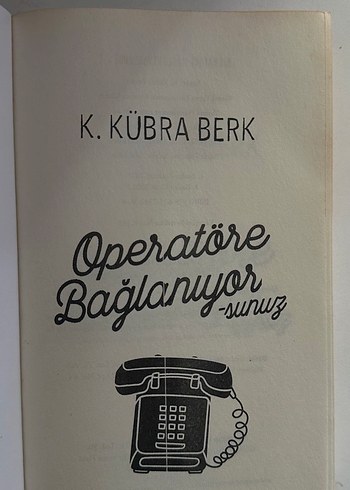 K. KÜBRA BERK
Operatöre
Bağlanıyor
-sunuz